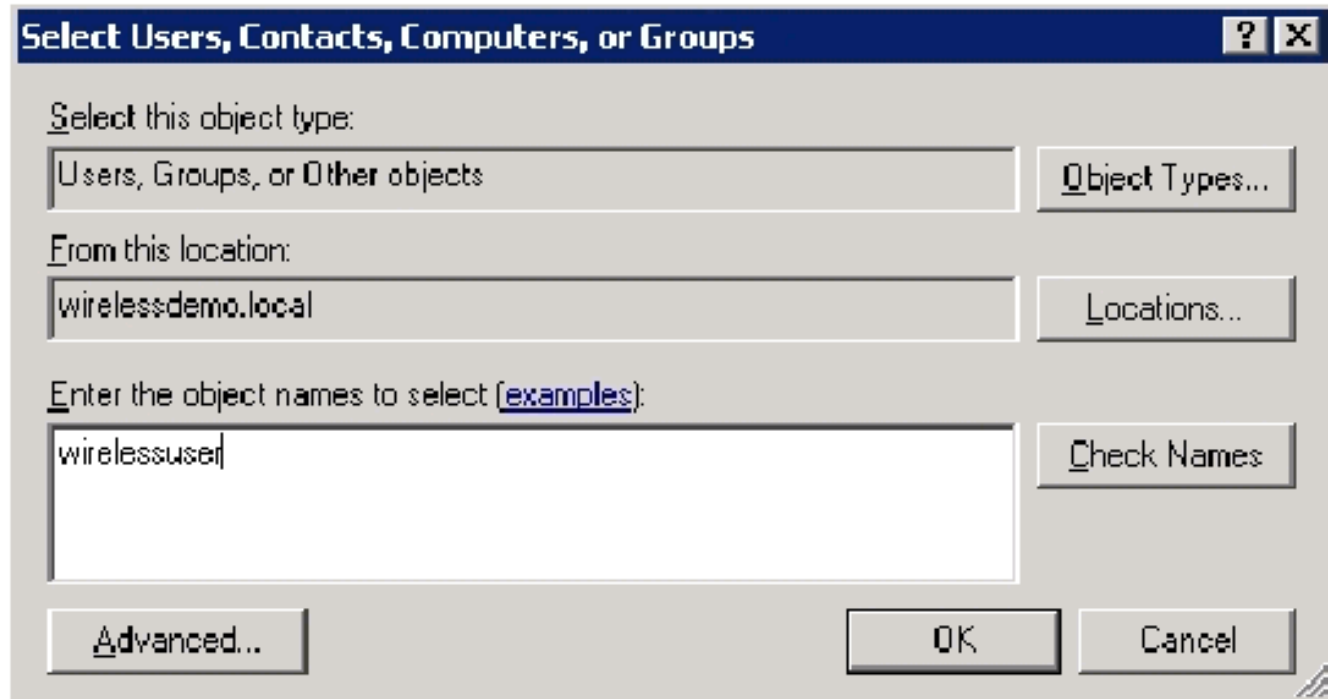 Select Users, Contacts, Computers, or Groups
Select this object type:
Users, Groups, or Other objects
Object Types...
From this location:
wirelessdemo.local
Locations...
Enter the object names to select (examples):
wirelessuser
Check Names
Advanced...
OK
Cancel